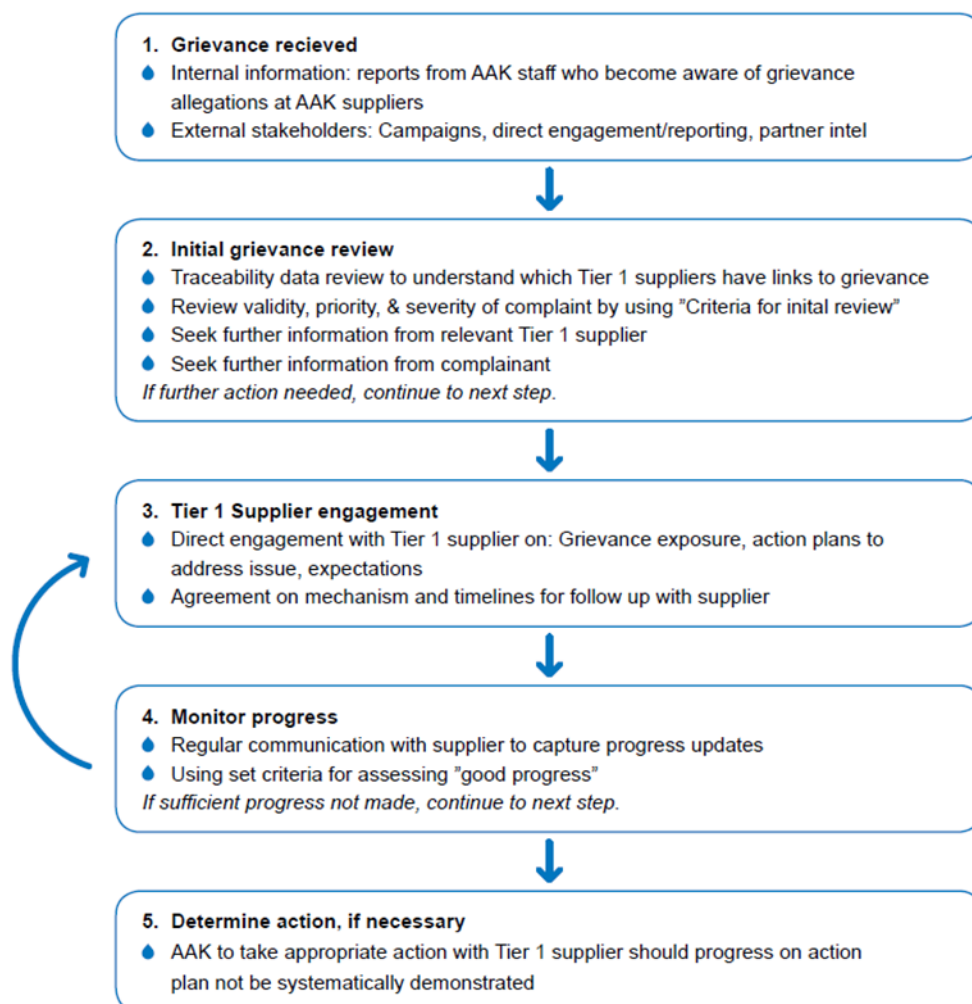 1. Grievance recieved
Internal information: reports from AAK staff who become aware of grievance
allegations at AAK suppliers
External stakeholders: Campaigns, direct engagement/reporting, partner intel
2. Initial grievance review
Traceability data review to understand which Tier 1 suppliers have links to grievance
Review validity, priority, & severity of complaint by using ”Criteria for inital review”
Seek further information from relevant Tier 1 supplier
Seek further information from complainant
If further action needed, continue to next step.
3. Tier 1 Supplier engagement
Direct engagement with Tier 1 supplier on: Grievance exposure, action plans to
address issue, expectations
Agreement on mechanism and timelines for follow up with supplier
4. Monitor progress
Regular communication with supplier to capture progress updates
Using set criteria for assessing ”good progress”
If sufficient progress not made, continue to next step.
5. Determine action, if necessary
AAK to take appropriate action with Tier 1 supplier should progress on action
plan not be systematically demonstrated